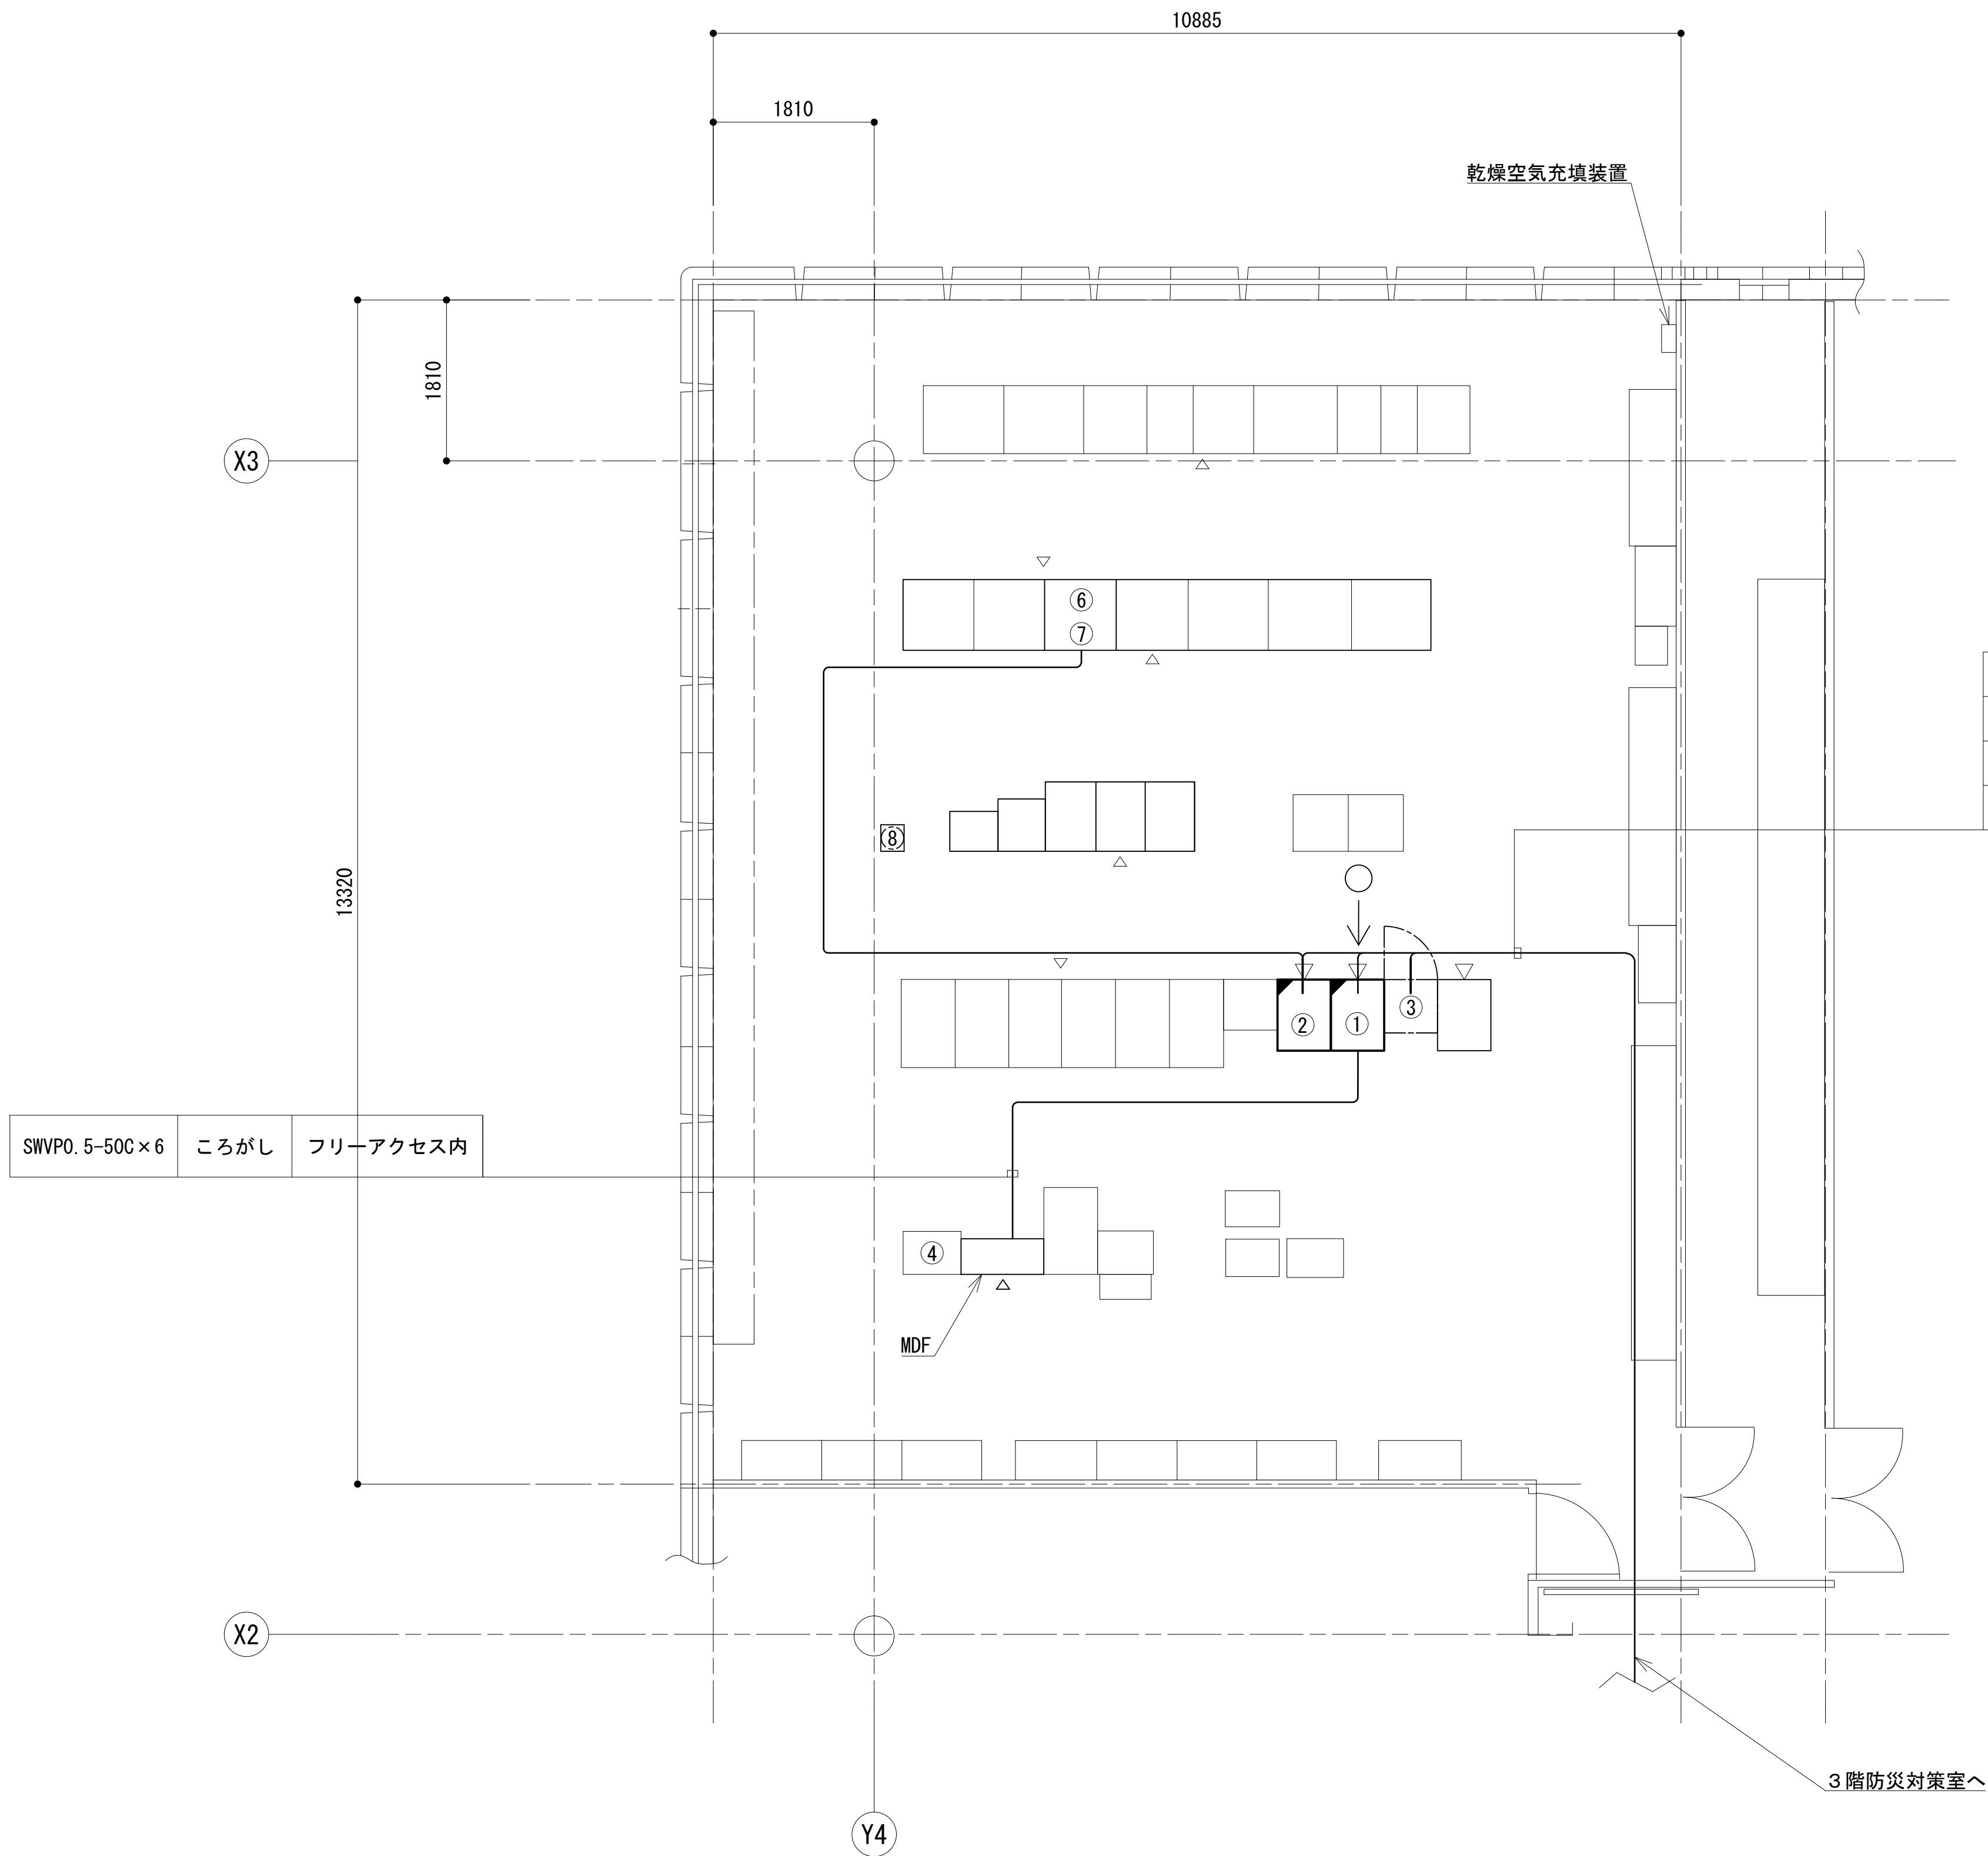 10885
1810
乾燥空気充填装置
1810
X3
⑥
⑦
13320
⑧
③
②
①
SWVP0.5-50C×6 ころがし フリーアクセス内
④
MDF
X2
３階防災対策室へ
Y4